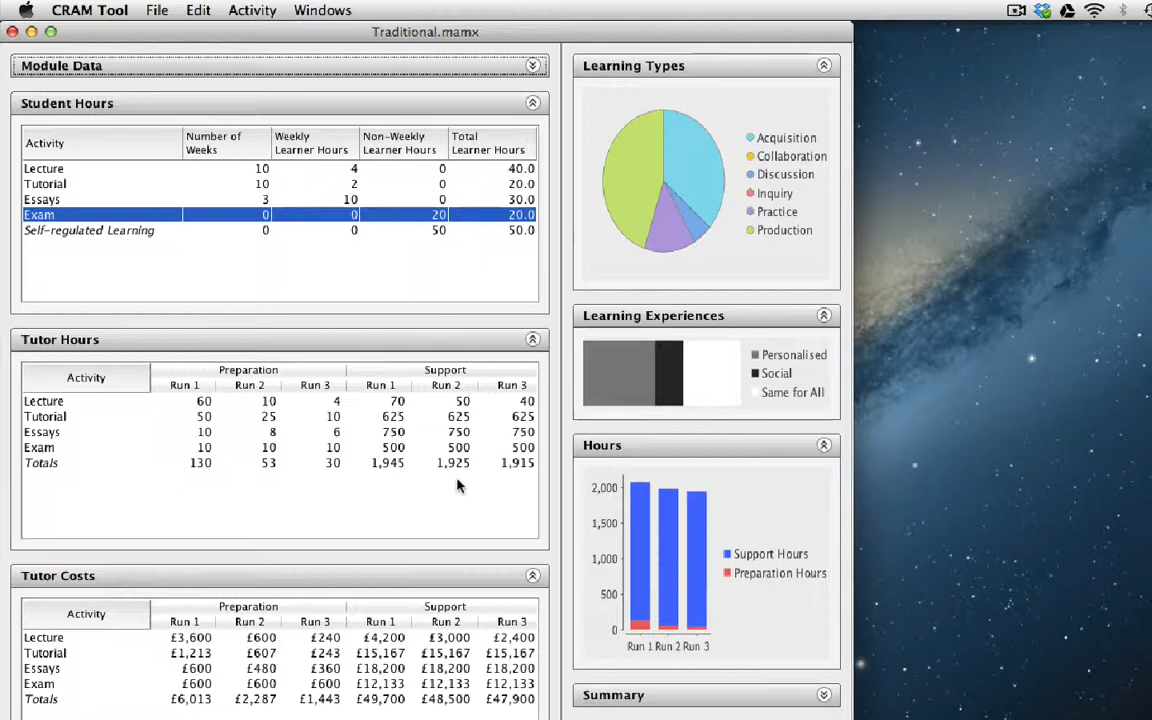 CRAM Tool File Edit Activity Windows
Traditional.mamx
Module Data
Student Hours
Activity Number of Weeks Weekly Learner Hours Non-Weekly Learner Hours Total Learner Hours
Lecture 10 4 0 40.0
Tutorial 10 2 0 20.0
Essays 3 10 0 30.0
Exam 0 0 20 20.0
Self-regulated Learning 0 0 50 50.0
Tutor Hours
Activity Preparation Support
Run 1 Run 2 Run 3 Run 1 Run 2 Run 3
Lecture 60 10 4 70 50 40
Tutorial 50 25 10 625 625 625
Essays 10 8 6 750 750 750
Exam 10 10 10 500 500 500
Totals 130 53 30 1,945 1,925 1,915
Tutor Costs
Activity Preparation Support
Run 1 Run 2 Run 3 Run 1 Run 2 Run 3
Lecture £3,600 £600 £240 £4,200 £3,000 £2,400
Tutorial £1,213 £607 £243 £15,167 £15,167 £15,167
Essays £600 £480 £360 £18,200 £18,200 £18,200
Exam £600 £600 £600 £12,133 £12,133 £12,133
Totals £6,013 £2,287 £1,443 £49,700 £48,500 £47,900
Learning Types
Acquisition
Collaboration
Discussion
Inquiry
Practice
Production
Learning Experiences
Personalised
Social
Same for All
Hours
2,000
1,500
1,000
500
0
Run 1 Run 2 Run 3
Support Hours
Preparation Hours
Summary